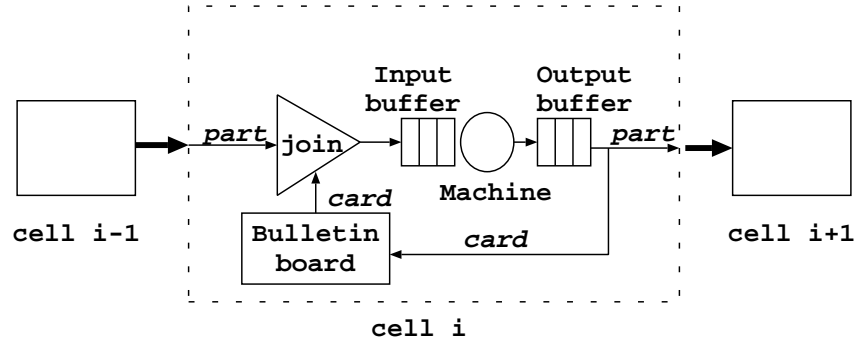 Input
buffer
Output
buffer
part
join
part
Machine
card
card
Bulletin
board
cell i-1
cell i+1
cell i